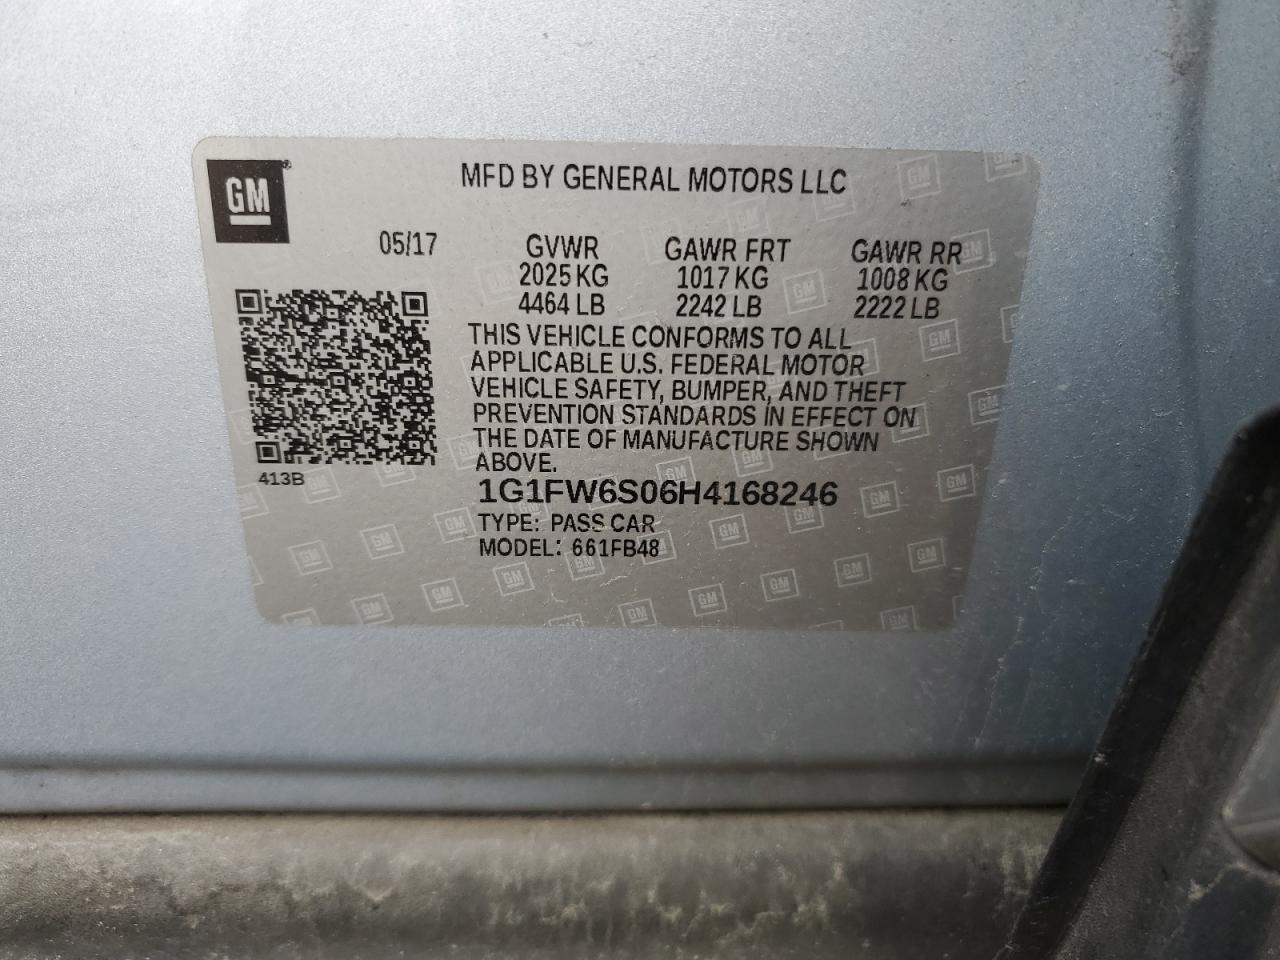 GM
MFD BY GENERAL MOTORS LLC
05/17
GVWR GAWR FRT GAWR RR
2025 KG 1017 KG 1008 KG
4464 LB 2242 LB 2222 LB
THIS VEHICLE CONFORMS TO ALL
APPLICABLE U.S. FEDERAL MOTOR
VEHICLE SAFETY, BUMPER, AND THEFT
PREVENTION STANDARDS IN EFFECT ON
THE DATE OF MANUFACTURE SHOWN
ABOVE.
413B
1G1FW6S06H4168246
TYPE: PASS CAR
MODEL: 661FB48